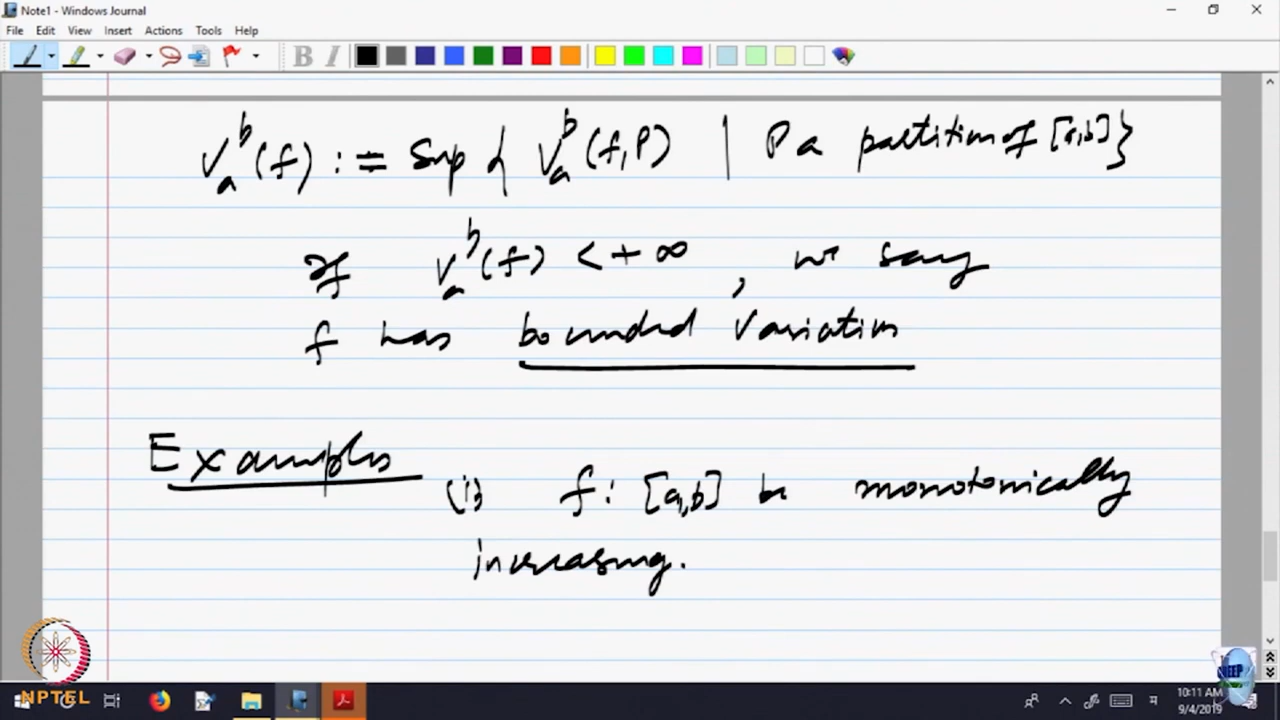 Note1 - Windows Journal
File Edit View Insert Actions Tools Help
V_a^b(f) := Sup { V_a^b(f,P) | P a partition of [a,b] }
If V_a^b(f) < + ∞, we say
f has bounded variation
Examples (i) f: [a,b] be monotonically
increasing.
NPTEL
10:11 AM
9/4/2019